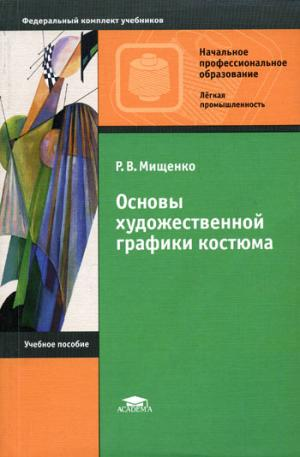 Федеральный комплект учебников
Начальное
профессиональное
образование
Лёгкая
промышленность
Р. В. Мищенко
Основы
художественной
графики костюма
Учебное пособие
ACADEMA